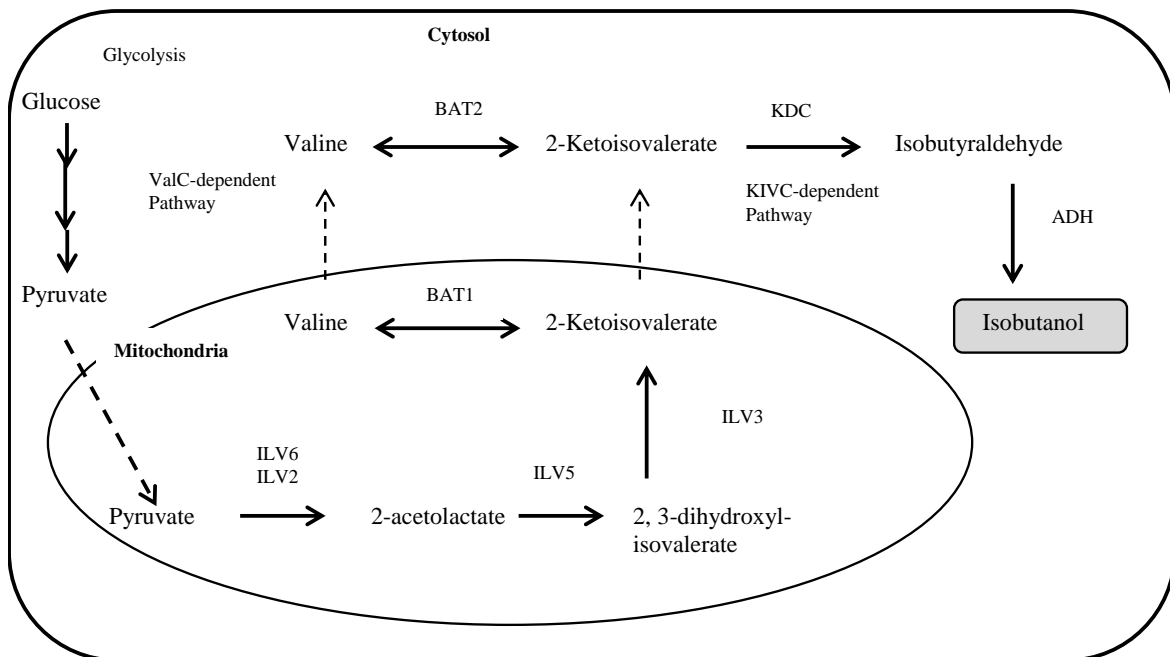 Cytosol
Glycolysis
Glucose
BAT2
KDC
Valine
2-Ketoisovalerate
Isobutyraldehyde
ValC-dependent
Pathway
KIVC-dependent
Pathway
ADH
Pyruvate
BAT1
Valine
2-Ketoisovalerate
Isobutanol
Mitochondria
ILV3
ILV6
ILV2
ILV5
Pyruvate
2-acetolactate
2, 3-dihydroxyl-
isovalerate